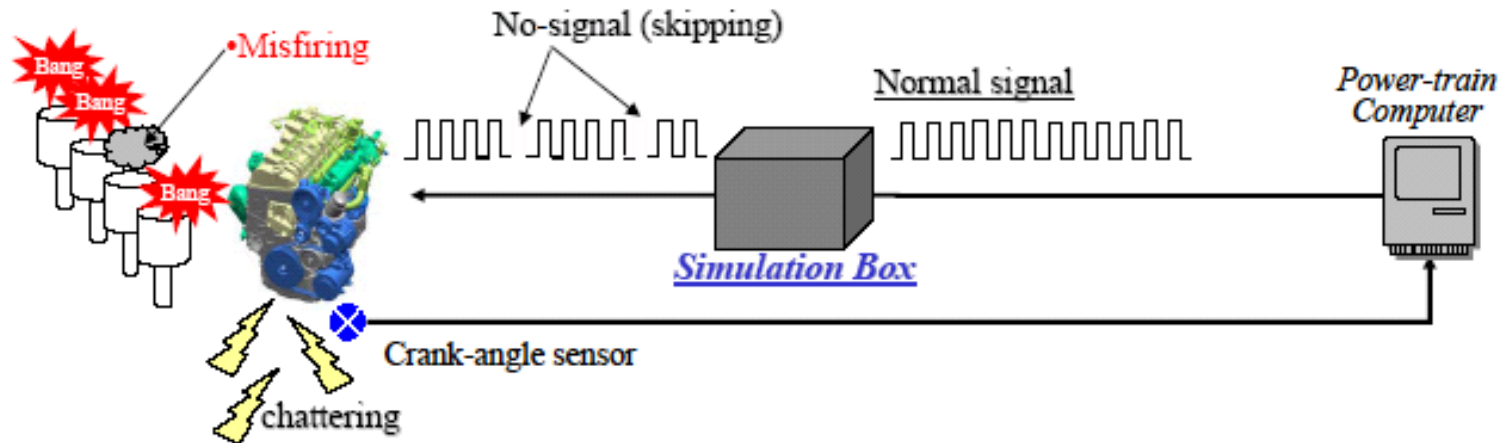 No-signal (skipping)
•Misfiring
Bang
Bang
Bang
Normal signal
Power-train
Computer
Simulation Box
Crank-angle sensor
chattering